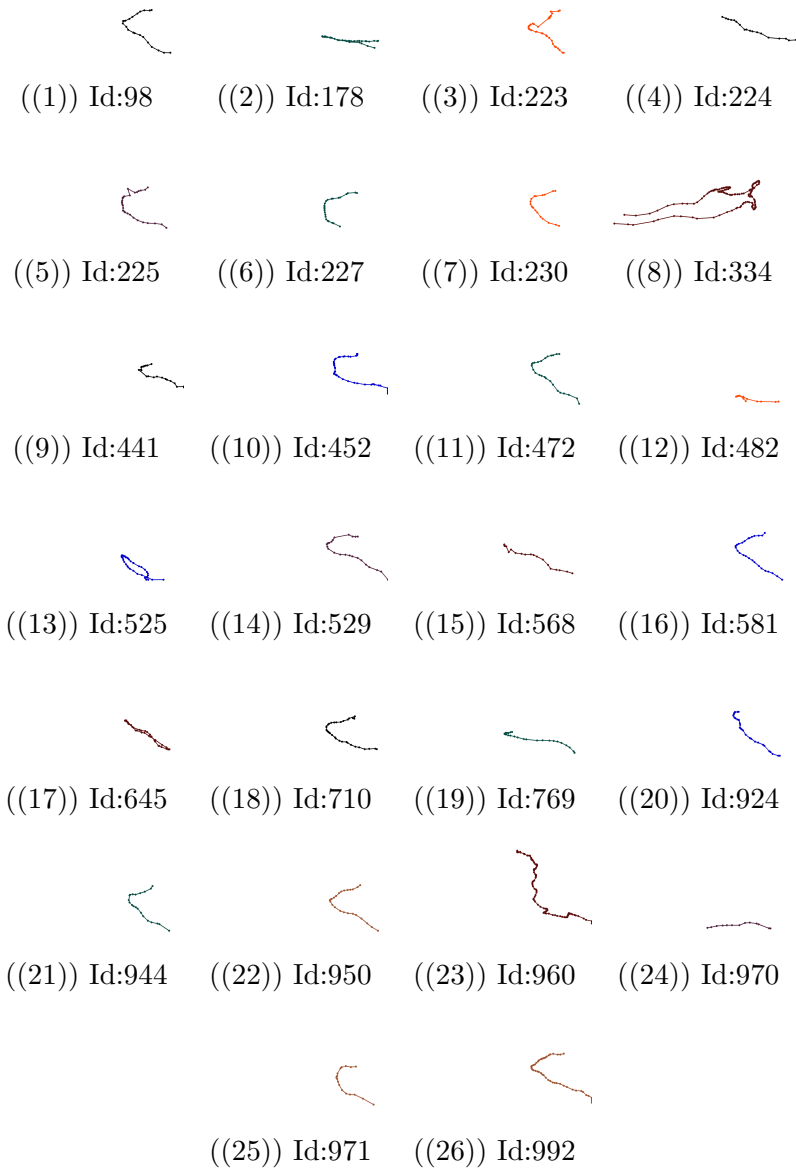 ((1)) Id:98 ((2)) Id:178 ((3)) Id:223 ((4)) Id:224
((5)) Id:225 ((6)) Id:227 ((7)) Id:230 ((8)) Id:334
((9)) Id:441 ((10)) Id:452 ((11)) Id:472 ((12)) Id:482
((13)) Id:525 ((14)) Id:529 ((15)) Id:568 ((16)) Id:581
((17)) Id:645 ((18)) Id:710 ((19)) Id:769 ((20)) Id:924
((21)) Id:944 ((22)) Id:950 ((23)) Id:960 ((24)) Id:970
((25)) Id:971 ((26)) Id:992